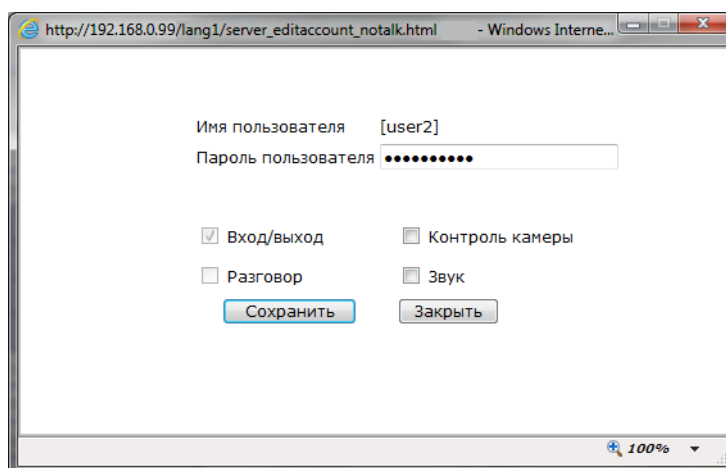 http://192.168.0.99/lang1/server_editaccount_notalk.html - Windows Interne...
Имя пользователя [user2]
Пароль пользователя ••••••••••
Вход/выход Контроль камеры
Разговор Звук
Сохранить Закрыть
100%